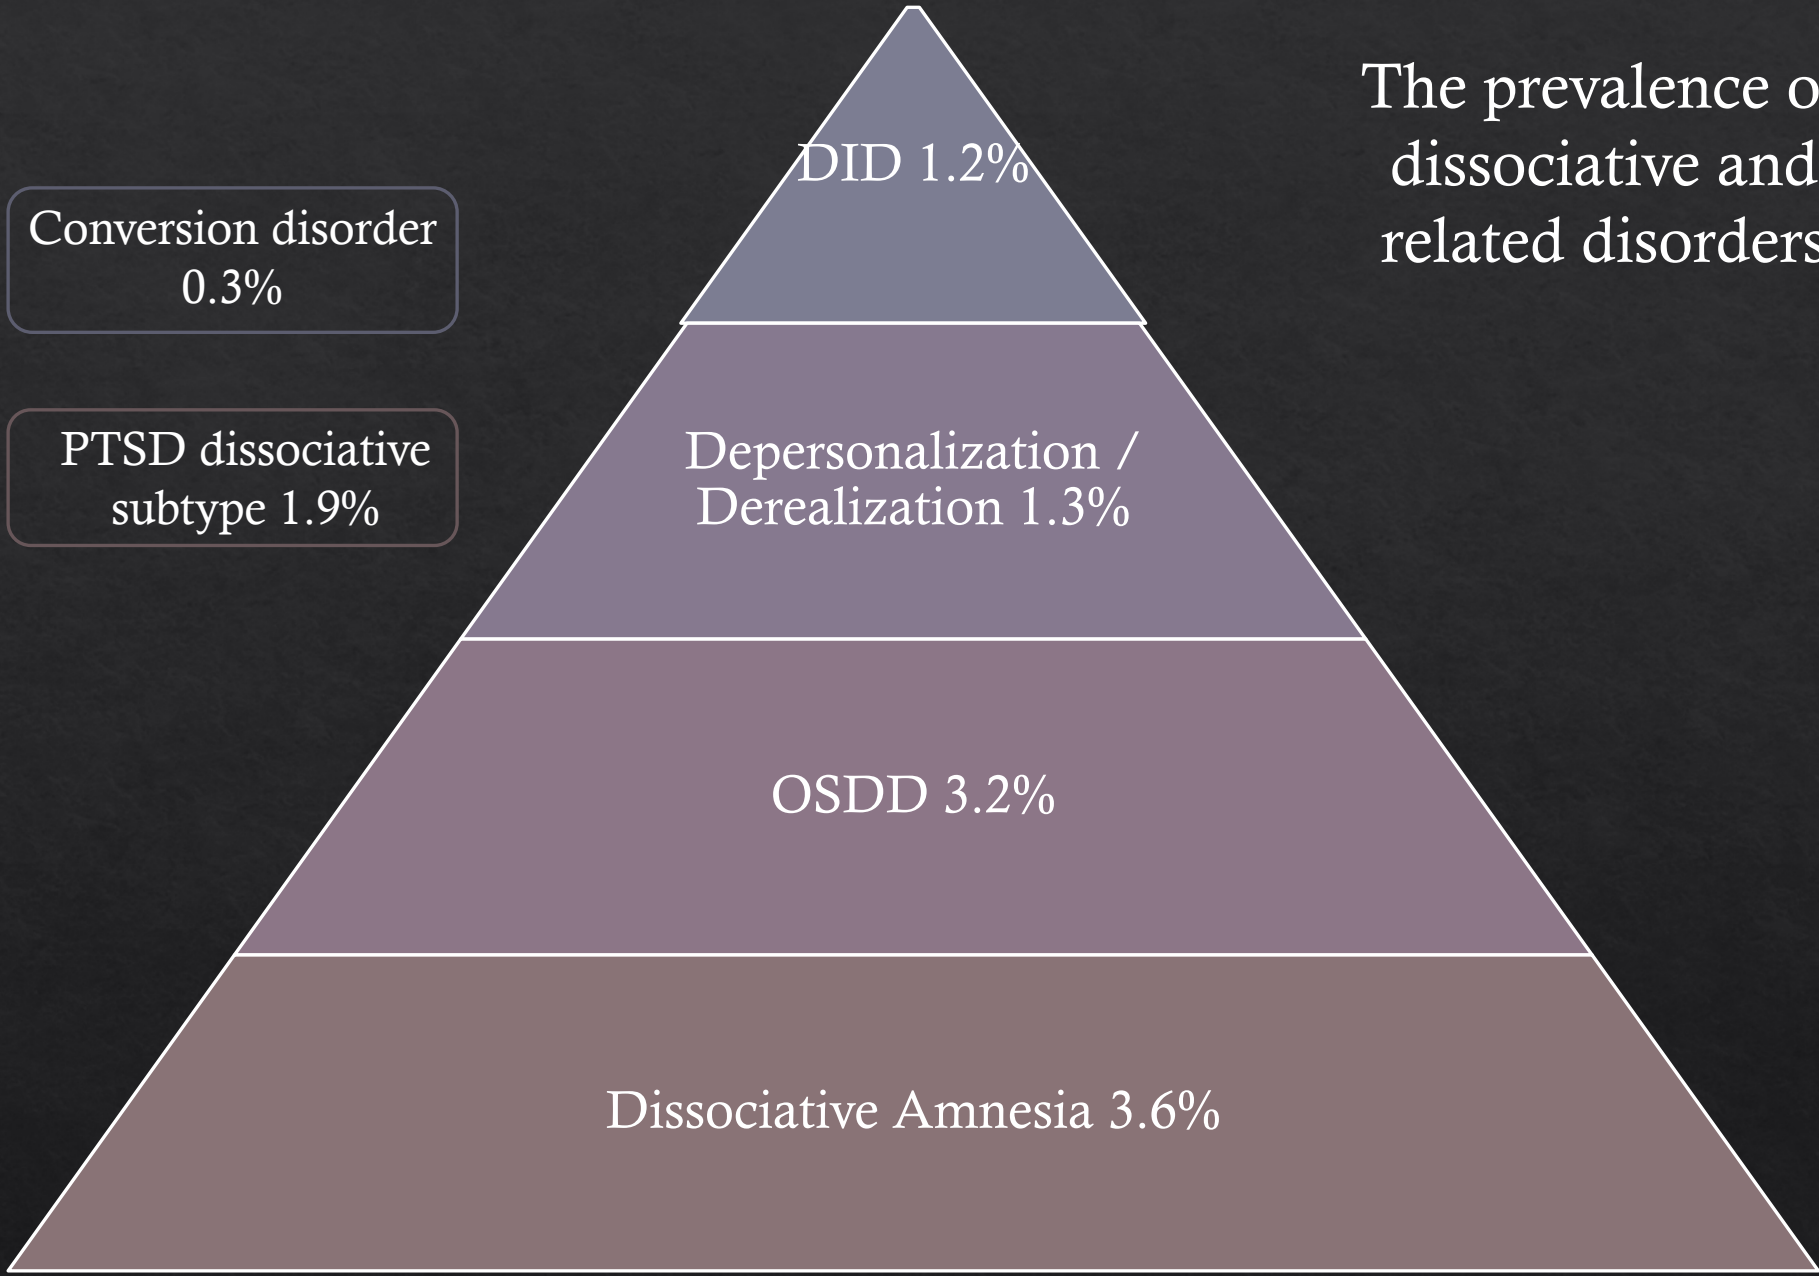 The prevalence o
dissociative and
related disorders
DID 1.2%
Conversion disorder
0.3%
PTSD dissociative
subtype 1.9%
Depersonalization /
Derealization 1.3%
OSDD 3.2%
Dissociative Amnesia 3.6%